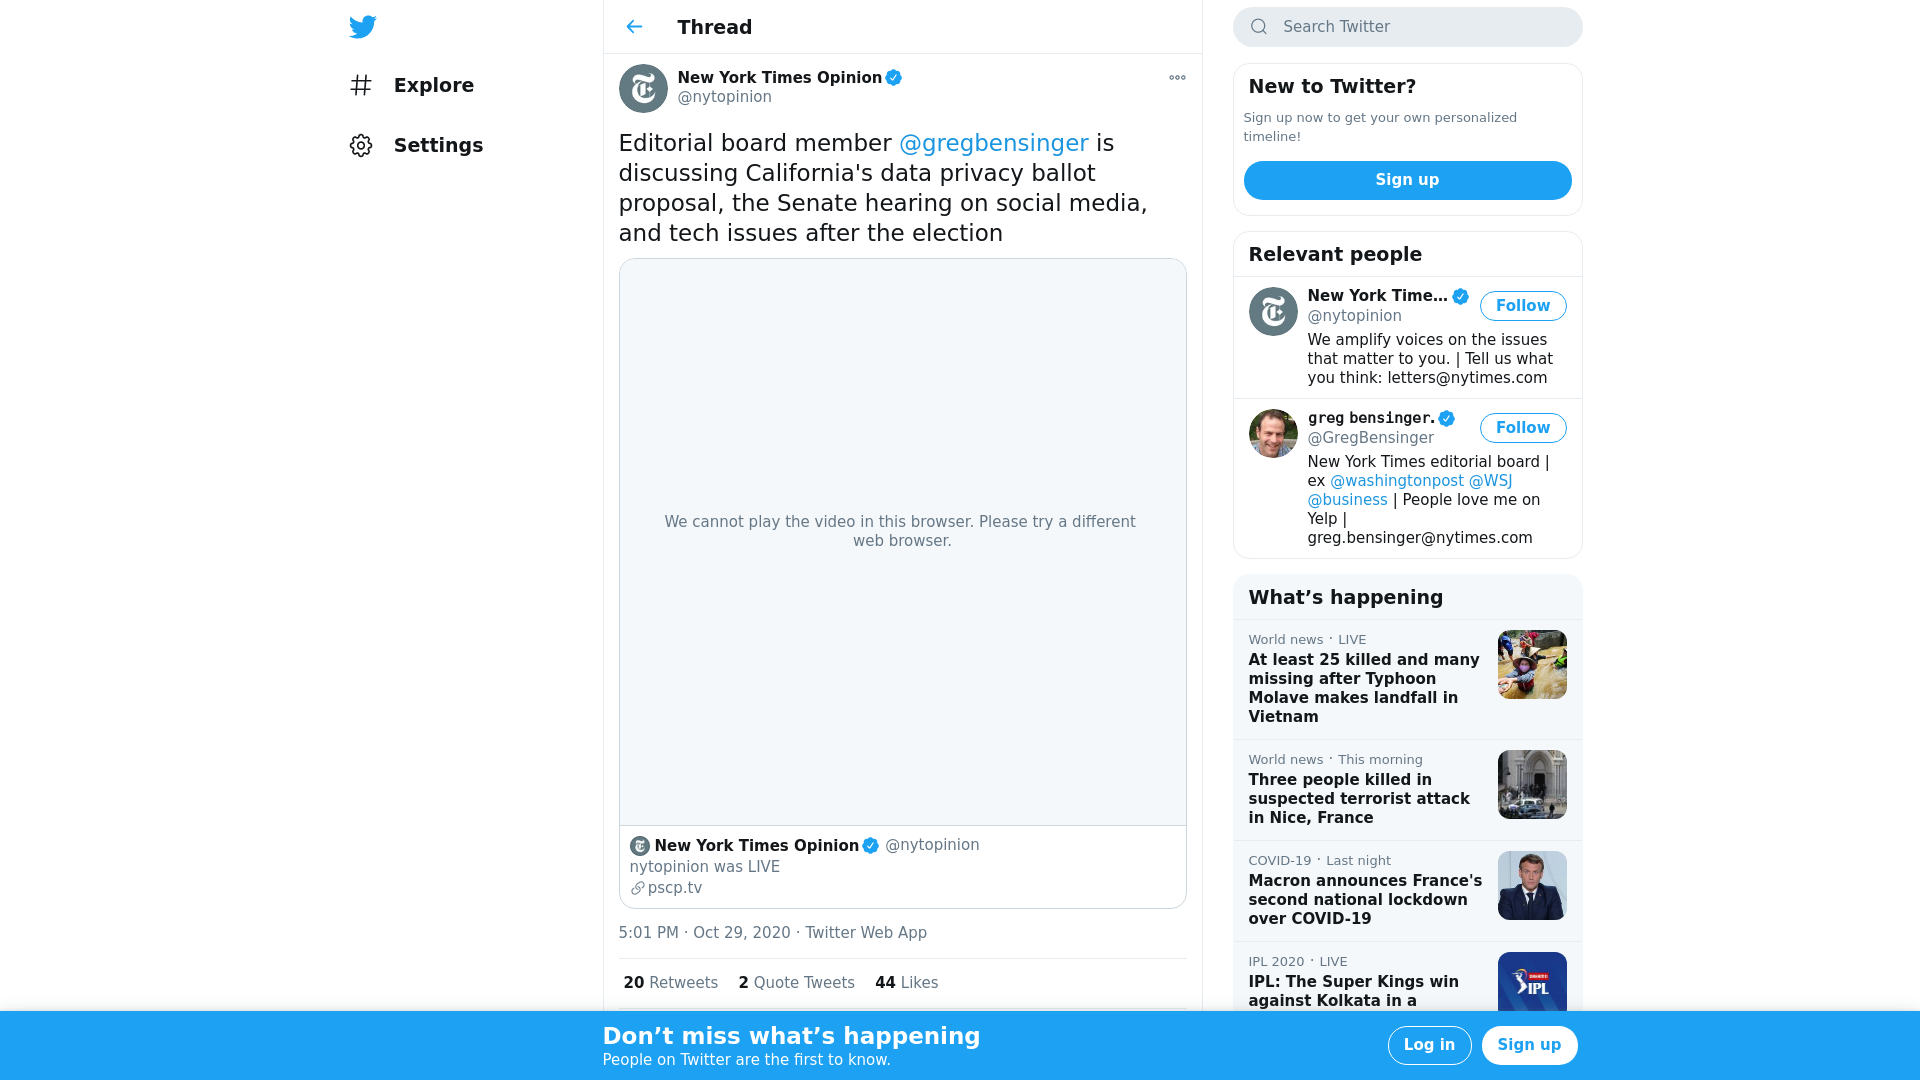 Explore
Settings
Thread
New York Times Opinion
@nytopinion
Editorial board member @gregbensinger is
discussing California's data privacy ballot
proposal, the Senate hearing on social media,
and tech issues after the election
We cannot play the video in this browser. Please try a different
web browser.
New York Times Opinion @nytopinion
nytopinion was LIVE
pscp.tv
5:01 PM · Oct 29, 2020 · Twitter Web App
20 Retweets 2 Quote Tweets 44 Likes
Search Twitter
New to Twitter?
Sign up now to get your own personalized
timeline!
Sign up
Relevant people
New York Time…
@nytopinion
Follow
We amplify voices on the issues
that matter to you. | Tell us what
you think: letters@nytimes.com
greg bensinger.
@GregBensinger
Follow
New York Times editorial board |
ex @washingtonpost @WSJ
@business | People love me on
Yelp |
greg.bensinger@nytimes.com
What’s happening
World news · LIVE
At least 25 killed and many
missing after Typhoon
Molave makes landfall in
Vietnam
World news · This morning
Three people killed in
suspected terrorist attack
in Nice, France
COVID-19 · Last night
Macron announces France's
second national lockdown
over COVID-19
IPL 2020 · LIVE
IPL: The Super Kings win
against Kolkata in a
IPL
Don’t miss what’s happening
People on Twitter are the first to know.
Log in
Sign up